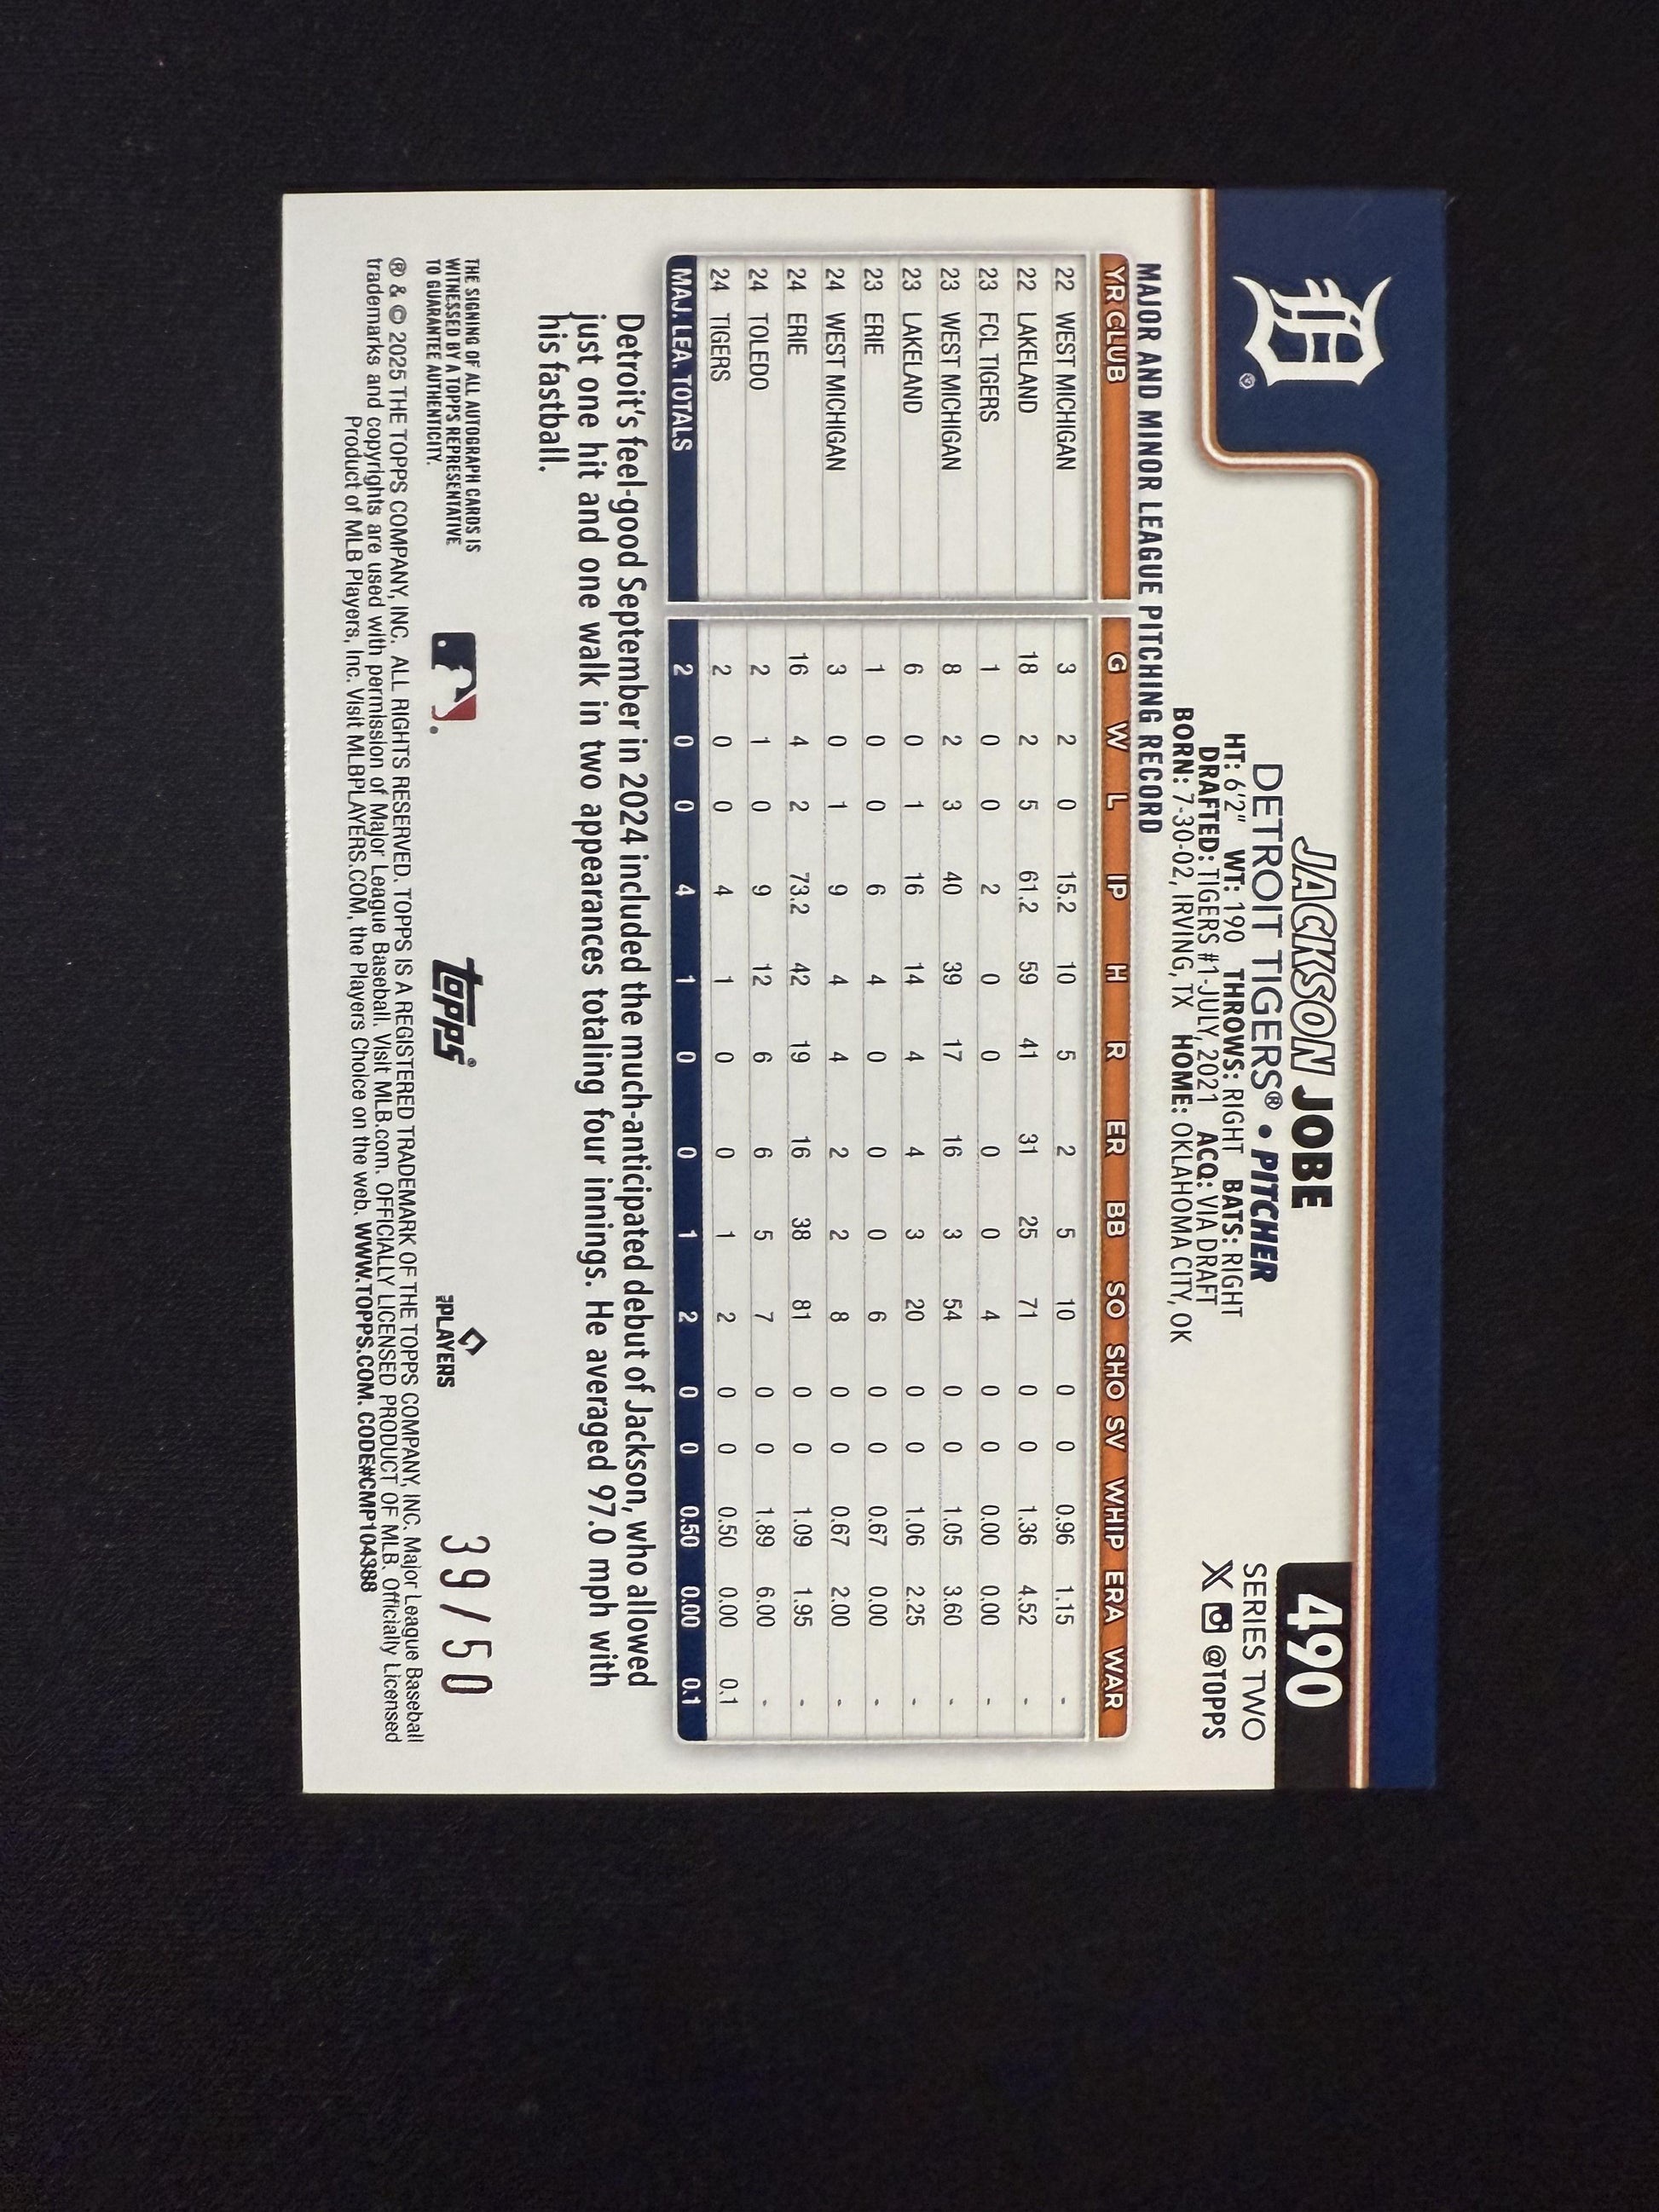 D®
JACKSON JOBE
DETROIT TIGERS® • PITCHER
HT: 6'2" WT: 190 THROWS: RIGHT BATS: RIGHT
DRAFTED: TIGERS #1-JULY, 2021 ACQ: VIA DRAFT
BORN: 7-30-02, IRVING, TX HOME: OKLAHOMA CITY, OK
490
SERIES TWO
X @TOPPS
MAJOR AND MINOR LEAGUE PITCHING RECORD
YR CLUB G W L IP H R ER BB SO SHO SV WHIP ERA WAR
22 WEST MICHIGAN 3 2 0 15.2 10 5 2 5 10 0 0 0.96 1.15 -
22 LAKELAND 18 2 5 61.2 59 41 31 25 71 0 0 1.36 4.52 -
23 FCL TIGERS 1 0 0 2 0 0 0 0 4 0 0 0.00 0.00 -
23 WEST MICHIGAN 8 2 3 40 39 17 16 3 54 0 0 1.05 3.60 -
23 LAKELAND 6 0 1 16 14 4 4 3 20 0 0 1.06 2.25 -
23 ERIE 1 0 0 6 4 0 0 0 6 0 0 0.67 0.00 -
24 WEST MICHIGAN 3 0 1 9 4 4 2 2 8 0 0 0.67 2.00 -
24 ERIE 16 4 2 73.2 42 19 16 38 81 0 0 1.09 1.95 -
24 TOLEDO 2 1 0 9 12 6 6 5 7 0 0 1.89 6.00 -
24 TIGERS 2 0 0 4 1 0 0 1 2 0 0 0.50 0.00 0.1
MAJ. LEA. TOTALS 2 0 0 4 1 0 0 1 2 0 0 0.50 0.00 0.1
Detroit's feel-good September in 2024 included the much-anticipated debut of Jackson, who allowed
just one hit and one walk in two appearances totaling four innings. He averaged 97.0 mph with
his fastball.
THE SIGNING OF ALL AUTOGRAPH CARDS IS
WITNESSED BY A TOPPS REPRESENTATIVE
TO GUARANTEE AUTHENTICITY.
topps®
MLB PLAYERS
39/50
® & © 2025 THE TOPPS COMPANY, INC. ALL RIGHTS RESERVED. TOPPS IS A REGISTERED TRADEMARK OF THE TOPPS COMPANY, INC. Major League Baseball
trademarks and copyrights are used with permission of Major League Baseball. Visit MLB.com. OFFICIALLY LICENSED PRODUCT OF MLB. Officially Licensed
Product of MLB Players, Inc. Visit MLBPLAYERS.COM, the Players Choice on the web. WWW.TOPPS.COM. CODE#CMP104388